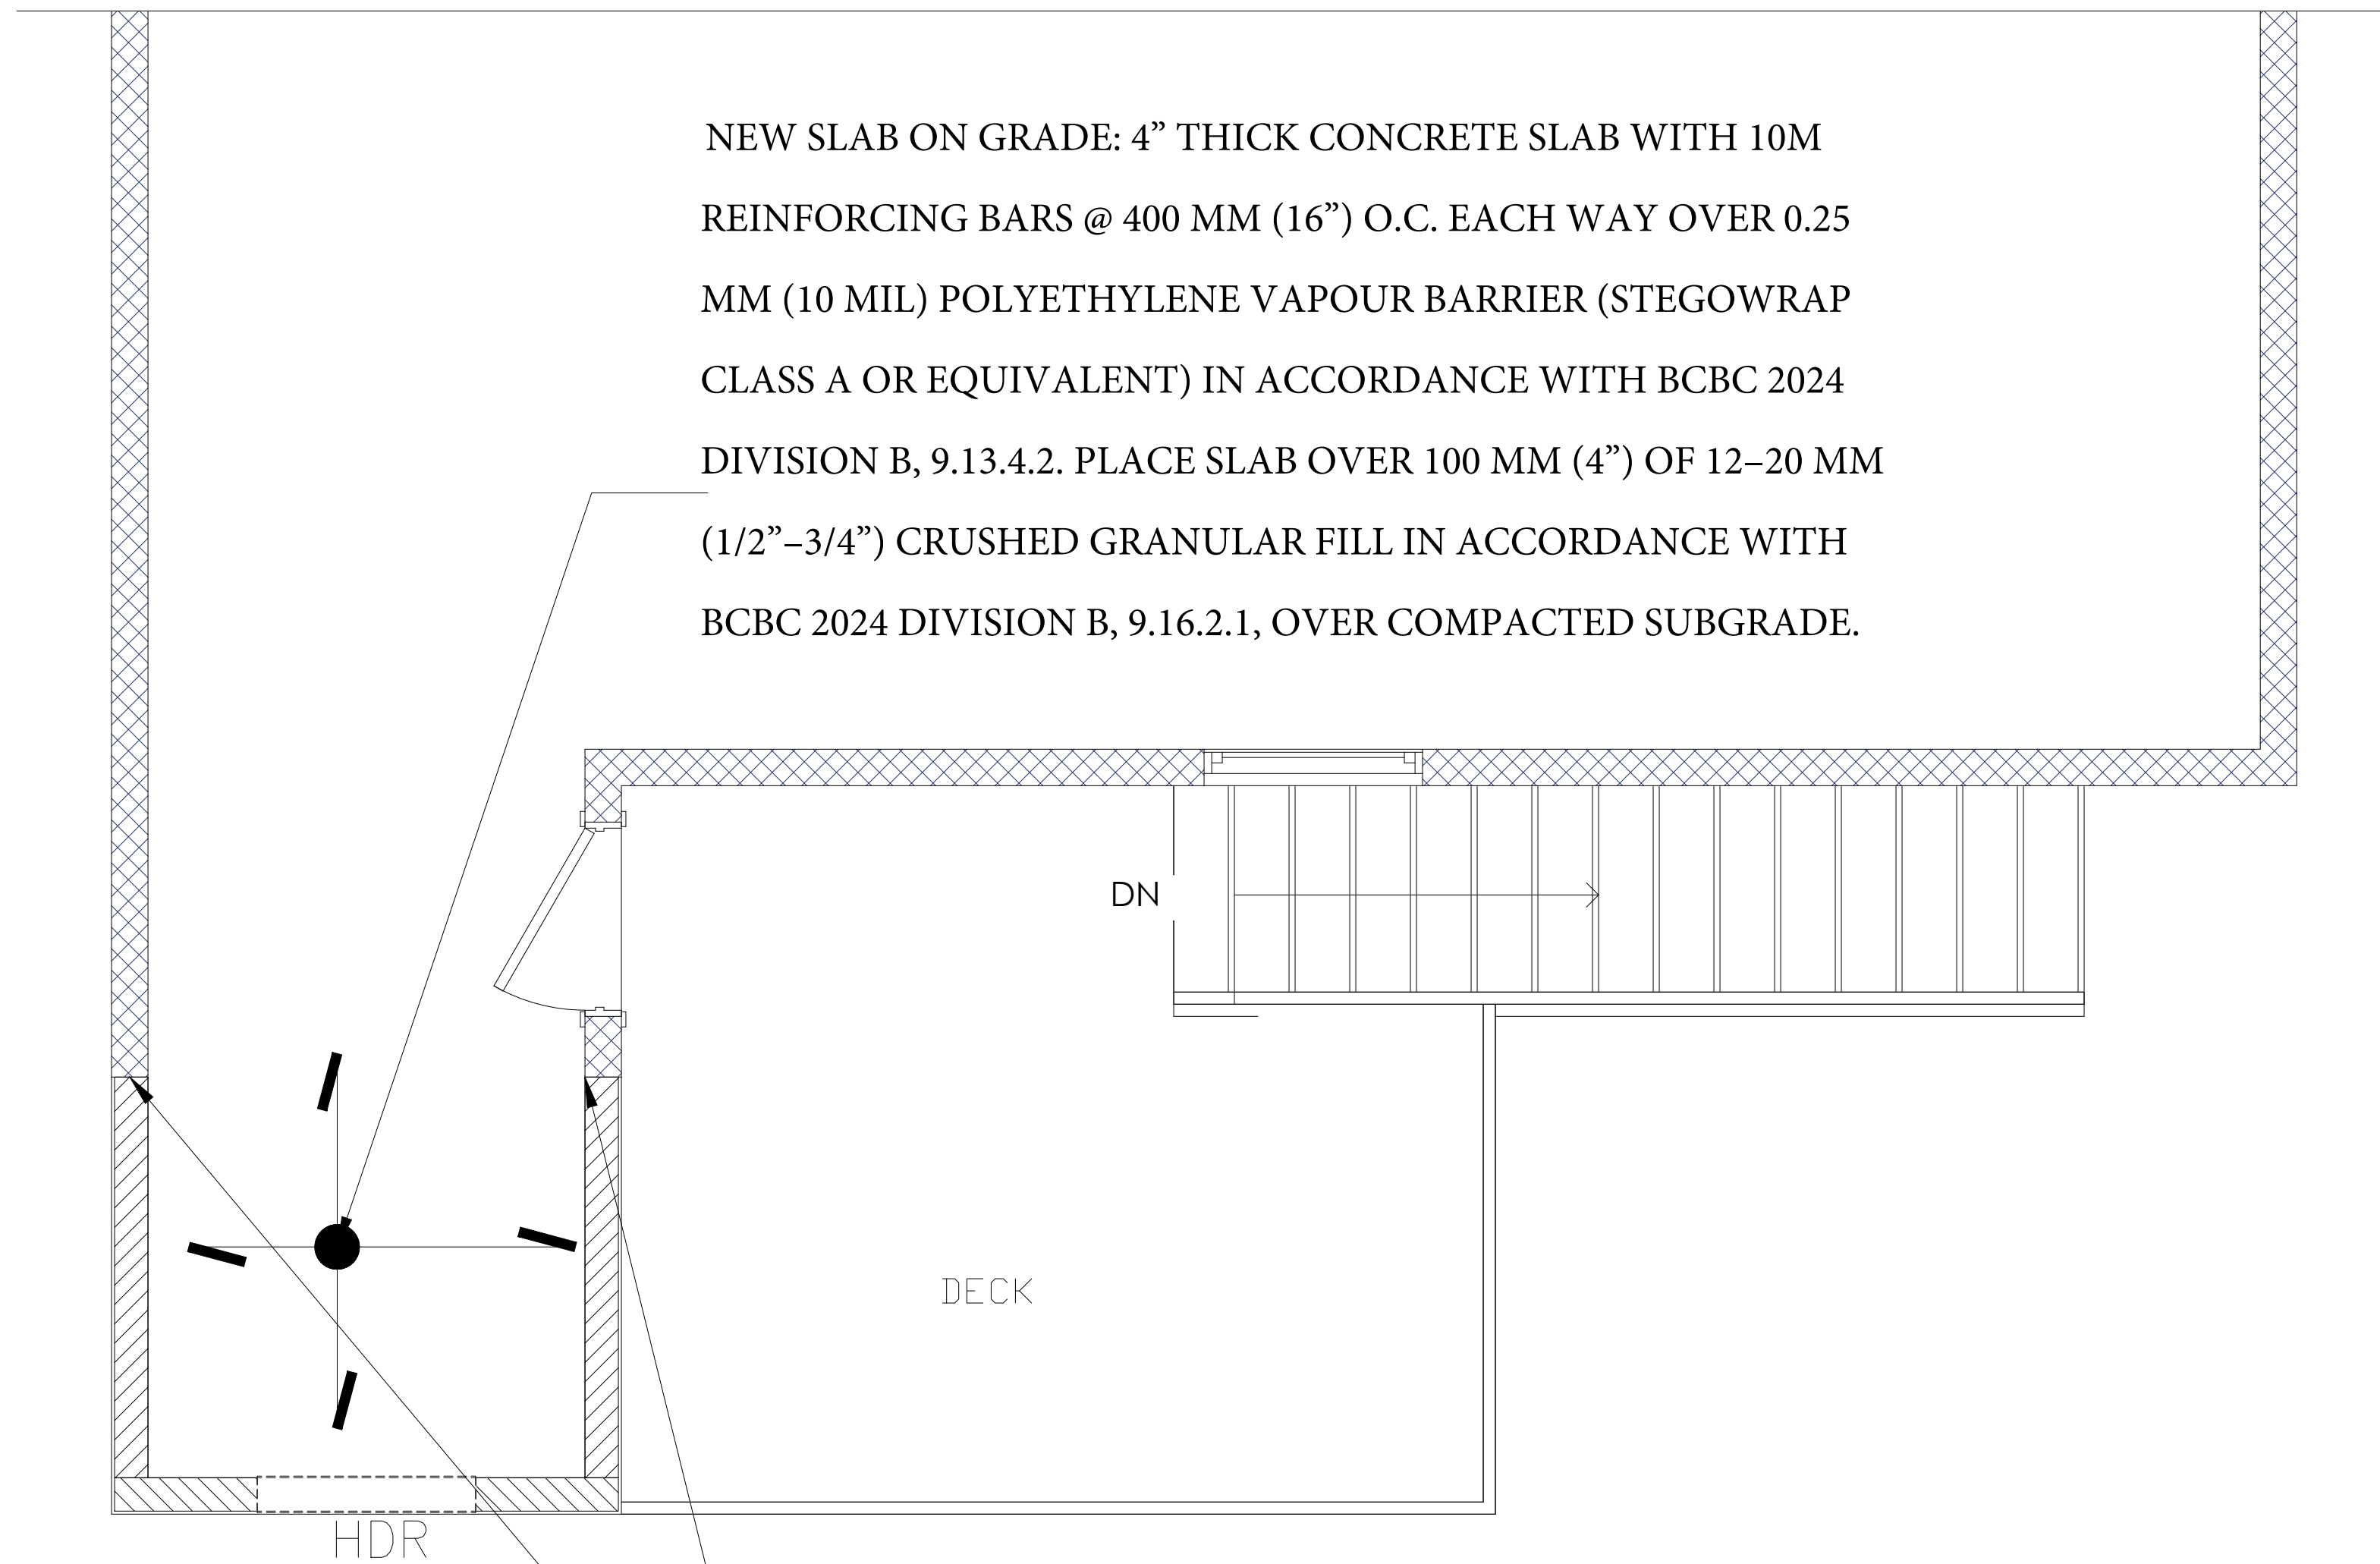 NEW SLAB ON GRADE: 4” THICK CONCRETE SLAB WITH 10M
REINFORCING BARS @ 400 MM (16”) O.C. EACH WAY OVER 0.25
MM (10 MIL) POLYETHYLENE VAPOUR BARRIER (STEGOWRAP
CLASS A OR EQUIVALENT) IN ACCORDANCE WITH BCBC 2024
DIVISION B, 9.13.4.2. PLACE SLAB OVER 100 MM (4”) OF 12–20 MM
(1/2”–3/4”) CRUSHED GRANULAR FILL IN ACCORDANCE WITH
BCBC 2024 DIVISION B, 9.16.2.1, OVER COMPACTED SUBGRADE.
DN
DECK
HDR